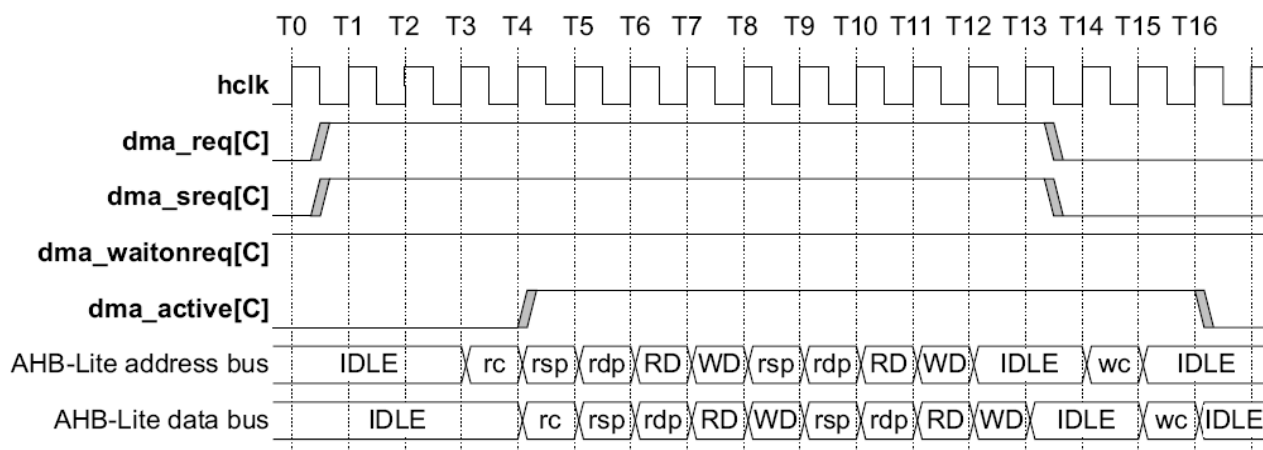 T0 T1 T2 T3 T4 T5 T6 T7 T8 T9 T10 T11 T12 T13 T14 T15 T16
hclk
dma_req[C]
dma_sreq[C]
dma_waitonreq[C]
dma_active[C]
AHB-Lite address bus IDLE rc rsp rdp RD WD rsp rdp RD WD IDLE wc IDLE
AHB-Lite data bus IDLE rc rsp rdp RD WD rsp rdp RD WD IDLE wc IDLE